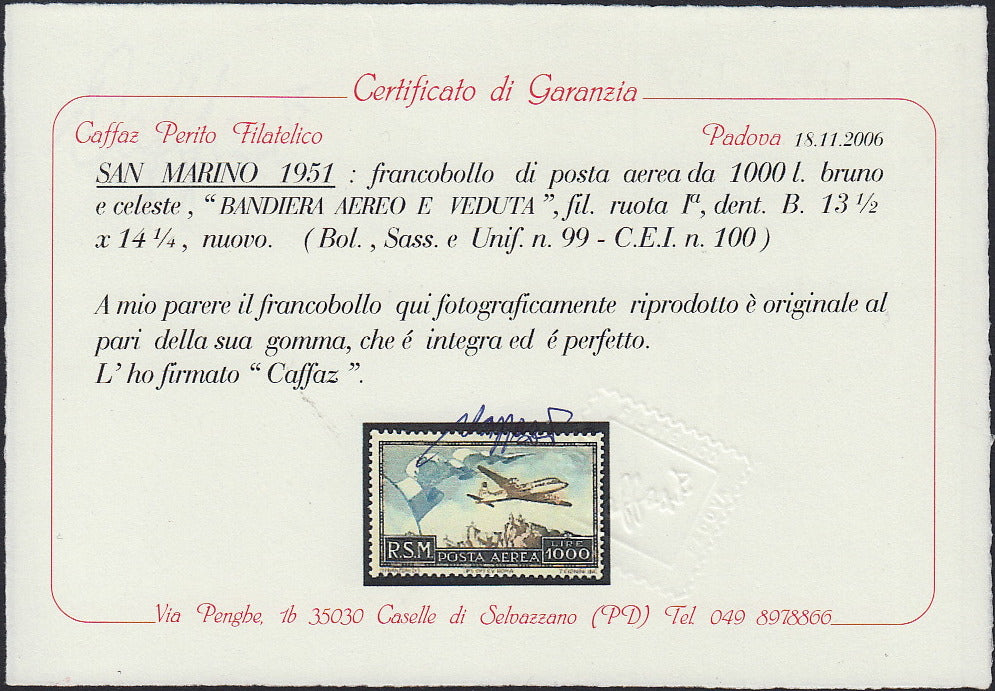 Certificato di Garanzia
Caffaz Perito Filatelico
Padova 18.11.2006
SAN MARINO 1951 : francobollo di posta aerea da 1000 l. bruno
e celeste, “ BANDIERA AEREO E VEDUTA ”, fil. ruota Iª, dent. B. 13 ½
x 14 ¼, nuovo. ( Bol. , Sass. e Unif. n. 99 - C.E.I. n. 100 )
A mio parere il francobollo qui fotograficamente riprodotto è originale al
pari della sua gomma, che é integra ed é perfetto.
L’ ho firmato “ Caffaz ”.
R.S.M
POSTA AEREA
LIRE
1000
Via Penghe, 1b 35030 Caselle di Selvazzano (PD) Tel. 049 8978866